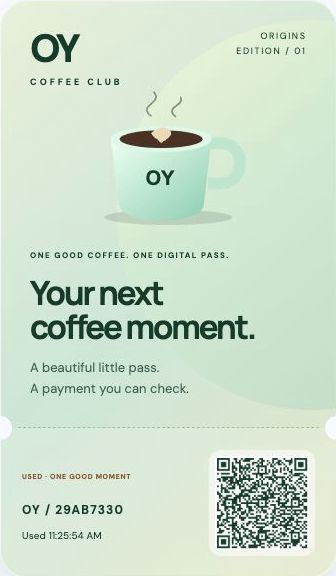 OY
COFFEE CLUB
ORIGINS
EDITION / 01
OY
ONE GOOD COFFEE. ONE DIGITAL PASS.
Your next
coffee moment.
A beautiful little pass.
A payment you can check.
USED · ONE GOOD MOMENT
OY / 29AB7330
Used 11:25:54 AM